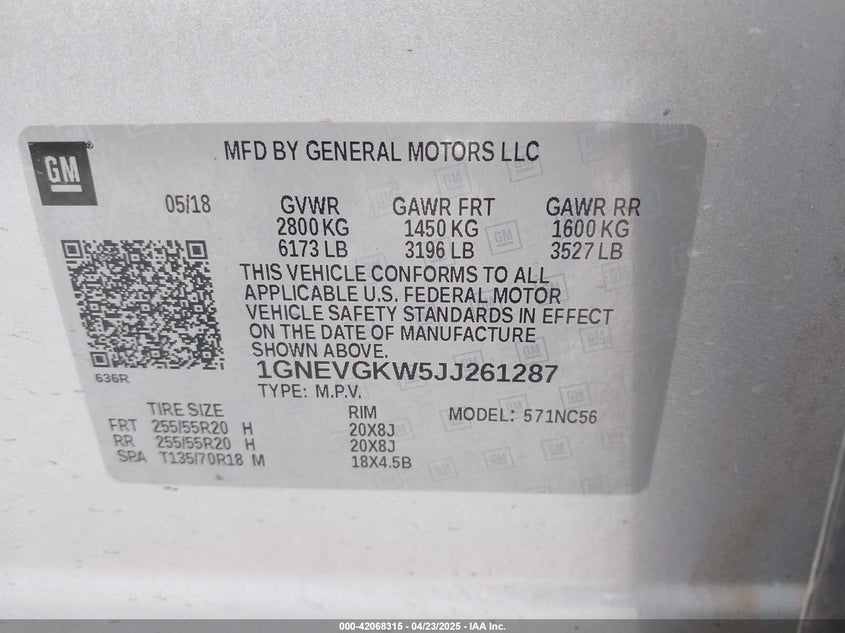 GM
MFD BY GENERAL MOTORS LLC
05/18 GVWR GAWR FRT GAWR RR
2800 KG 1450 KG 1600 KG
6173 LB 3196 LB 3527 LB
THIS VEHICLE CONFORMS TO ALL
APPLICABLE U.S. FEDERAL MOTOR
VEHICLE SAFETY STANDARDS IN EFFECT
ON THE DATE OF MANUFACTURE
SHOWN ABOVE.
636R
1GNEVGKW5JJ261287
TYPE: M.P.V.
TIRE SIZE RIM MODEL: 571NC56
FRT 255/55R20 H 20X8J
RR 255/55R20 H 20X8J
SPA T135/70R18 M 18X4.5B
000-42068315 - 04/23/2025 - IAA Inc.